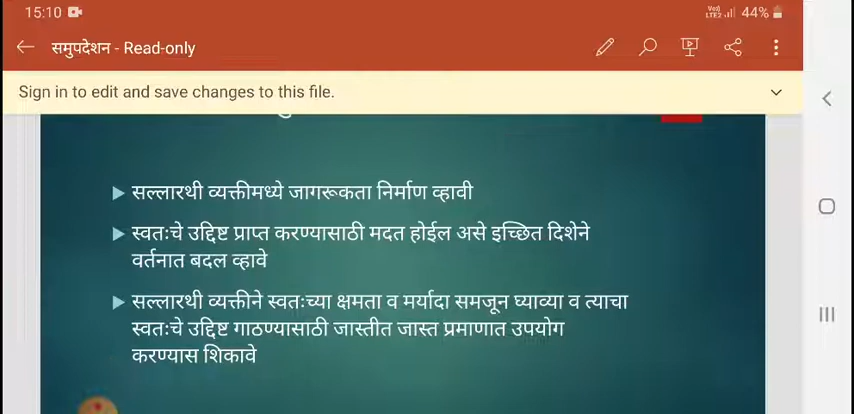 15:10
Vo) 44%
LTE2
समुपदेशन - Read-only
Sign in to edit and save changes to this file.
सल्लारथी व्यक्तीमध्ये जागरूकता निर्माण व्हावी
स्वतःचे उद्दिष्ट प्राप्त करण्यासाठी मदत होईल असे इच्छित दिशेने
वर्तनात बदल व्हावे
सल्लारथी व्यक्तीने स्वतःच्या क्षमता व मर्यादा समजून घ्याव्या व त्याचा
स्वतःचे उद्दिष्ट गाठण्यासाठी जास्तीत जास्त प्रमाणात उपयोग
करण्यास शिकावे